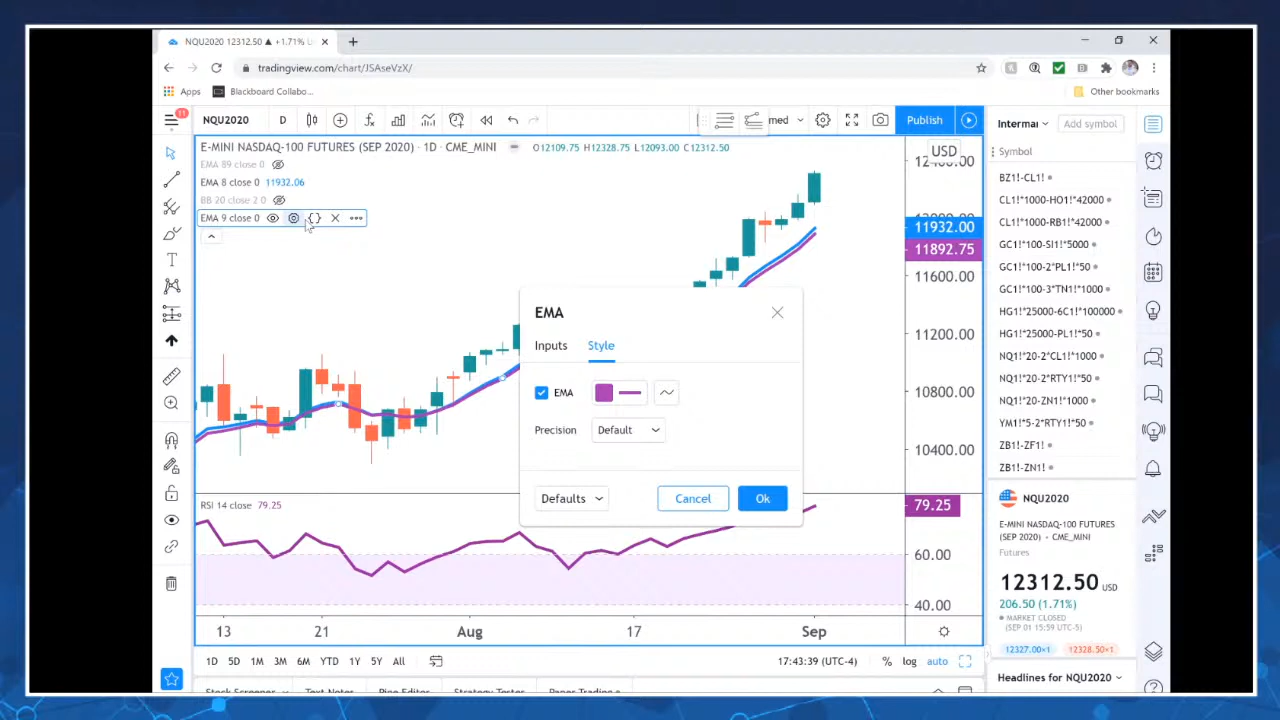 NQU2020 12312.50 ▲ +1.71%
tradingview.com/chart/JSAseVzX/
Apps
Blackboard Collabo...
Other bookmarks
11
NQU2020
D
med
Publish
Intermai
Add symbol
E-MINI NASDAQ-100 FUTURES (SEP 2020) • 1D • CME_MINI
O12109.75 H12328.75 L12093.00 C12312.50
USD
Symbol
EMA 89 close 0
EMA 8 close 0 11932.06
BB 20 close 2 0
EMA 9 close 0
{}
11932.00
11892.75
11600.00
11200.00
10800.00
10400.00
BZ1!-CL1!
CL1!*1000-HO1!*42000
CL1!*1000-RB1!*42000
GC1!*100-SI1!*5000
GC1!*100-2*PL1!*50
GC1!*100-3*TN1!*1000
HG1!*25000-6C1!*100000
HG1!*25000-PL1!*50
NQ1!*20-2*CL1!*1000
NQ1!*20-2*RTY1!*50
NQ1!*20-ZN1!*1000
YM1!*5-2*RTY1!*50
ZB1!-ZF1!
ZB1!-ZN1!
EMA
Inputs
Style
EMA
Precision
Default
Defaults
Cancel
Ok
RSI 14 close 79.25
79.25
60.00
40.00
13
21
Aug
17
Sep
NQU2020
E-MINI NASDAQ-100 FUTURES
(SEP 2020) • CME_MINI
Futures
12312.50 USD
206.50 (1.71%)
MARKET CLOSED
(SEP 01 15:59 UTC-5)
12327.00×1
12328.50×1
1D 5D 1M 3M 6M YTD 1Y 5Y All
17:43:39 (UTC-4)
% log auto
Headlines for NQU2020
Stock Screener
Text Notes
Pine Editor
Strategy Tester
Paper Trading